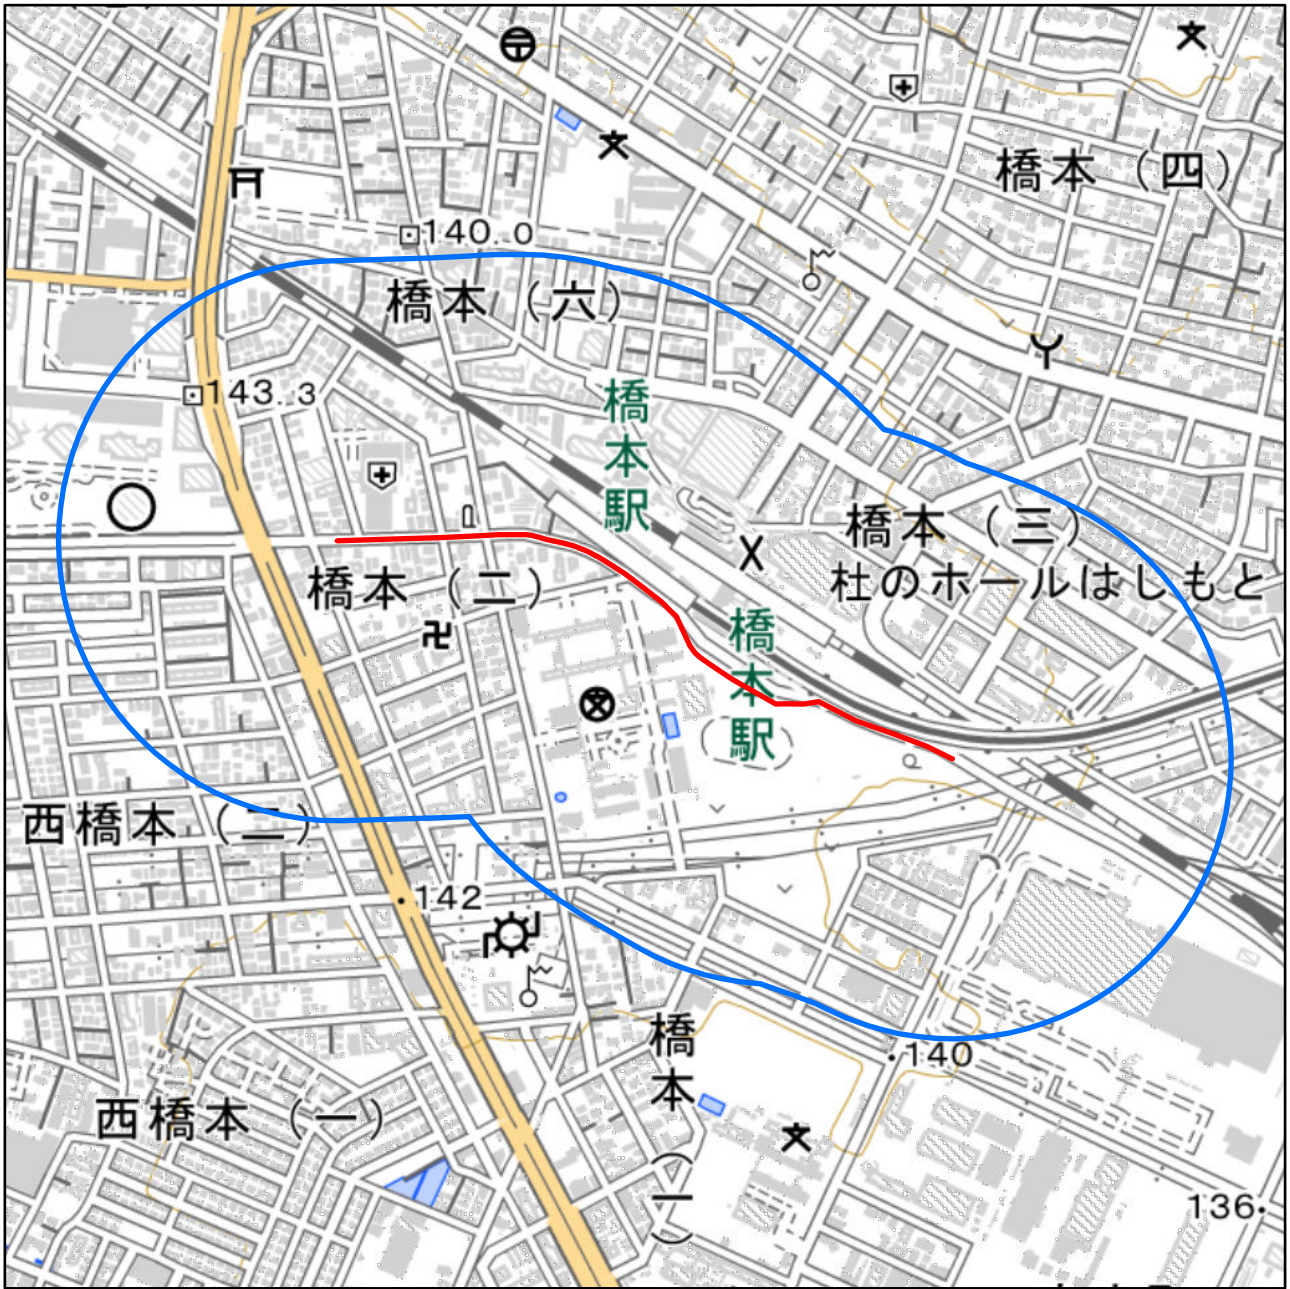 橋本(四)
140.0
橋本(六)
143.3
橋本駅
橋本(三)
杜のホールはしもと
橋本(二)
橋本駅
西橋本(二)
142
橋本(一)
140
西橋本(一)
136